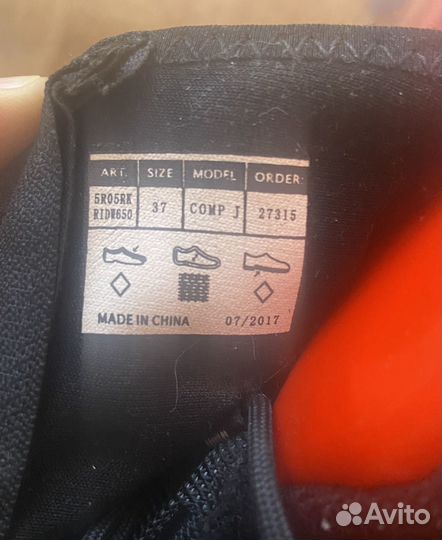 ART. SIZE MODEL ORDER:
5R05RK
RIDW650 37 COMP J 27315
MADE IN CHINA 07/2017
Avito